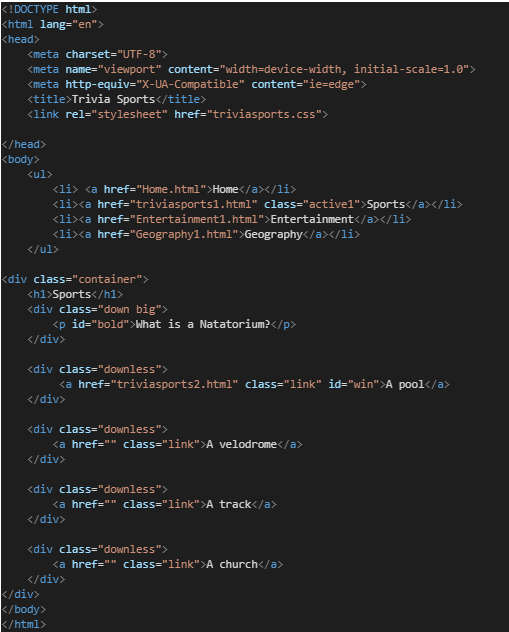 <!DOCTYPE html>
<html lang="en">
<head>
    <meta charset="UTF-8">
    <meta name="viewport" content="width=device-width, initial-scale=1.0">
    <meta http-equiv="X-UA-Compatible" content="ie=edge">
    <title>Trivia Sports</title>
    <link rel="stylesheet" href="triviasports.css">

</head>
<body>
    <ul>
        <li> <a href="Home.html">Home</a></li>
        <li><a href="triviasports1.html" class="active1">Sports</a></li>
        <li><a href="Entertainment1.html">Entertainment</a></li>
        <li><a href="Geography1.html">Geography</a></li>
    </ul>

<div class="container">
    <h1>Sports</h1>
    <div class="down big">
        <p id="bold">What is a Natatorium?</p>
    </div>

    <div class="downless">
         <a href="triviasports2.html" class="link" id="win">A pool</a>
    </div>

    <div class="downless">
        <a href="" class="link">A velodrome</a>
    </div>

    <div class="downless">
        <a href="" class="link">A track</a>
    </div>

    <div class="downless">
        <a href="" class="link">A church</a>
    </div>
</div>
</body>
</html>